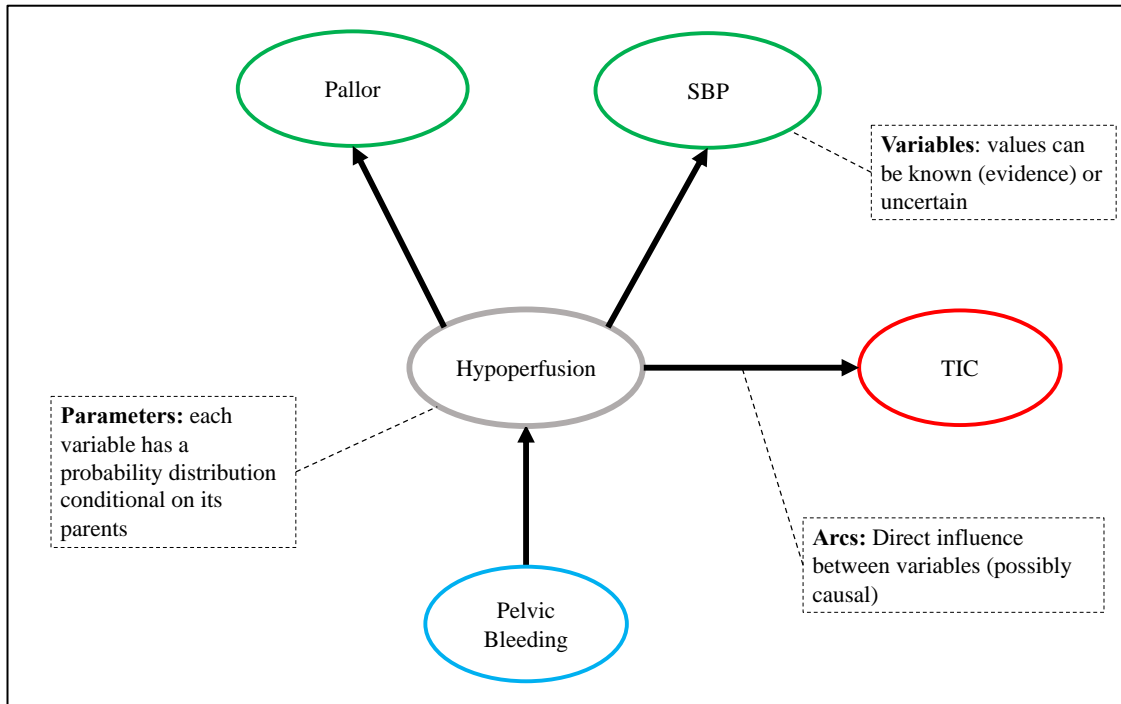 Pallor
SBP
Variables: values can
be known (evidence) or
uncertain
Hypoperfusion
TIC
Parameters: each
variable has a
probability distribution
conditional on its
parents
Arcs: Direct influence
between variables (possibly
causal)
Pelvic
Bleeding